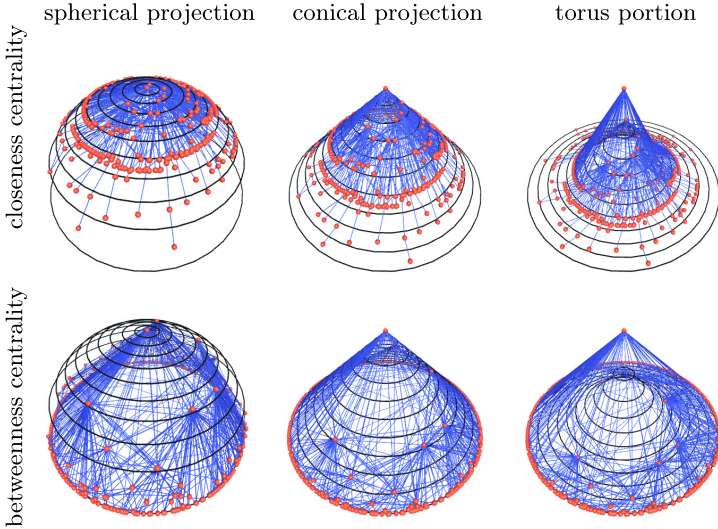 spherical projection
conical projection
torus portion
closeness centrality
betweenness centrality